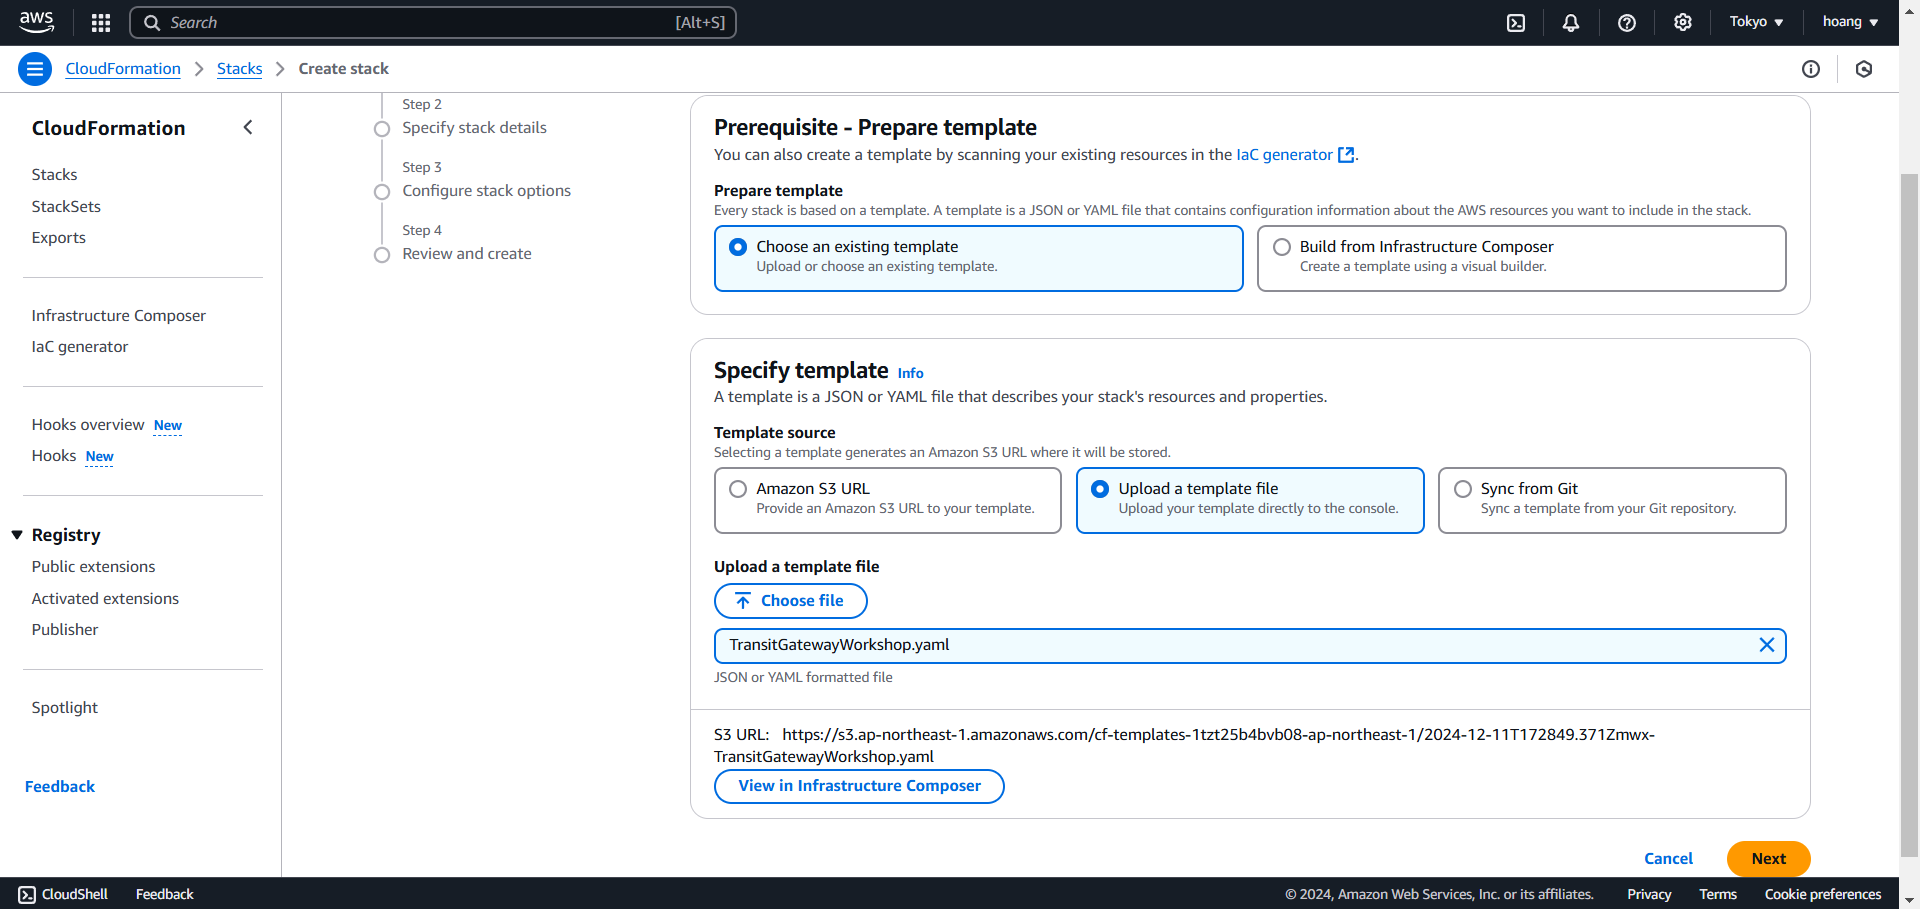 aws
Search
[Alt+S]
Tokyo
hoang
CloudFormation
Stacks
Create stack
CloudFormation
Stacks
StackSets
Exports
Infrastructure Composer
IaC generator
Hooks overview New
Hooks New
Registry
Public extensions
Activated extensions
Publisher
Spotlight
Feedback
Step 2
Specify stack details
Step 3
Configure stack options
Step 4
Review and create
Prerequisite - Prepare template
You can also create a template by scanning your existing resources in the IaC generator .
Prepare template
Every stack is based on a template. A template is a JSON or YAML file that contains configuration information about the AWS resources you want to include in the stack.
Choose an existing template
Upload or choose an existing template.
Build from Infrastructure Composer
Create a template using a visual builder.
Specify template Info
A template is a JSON or YAML file that describes your stack's resources and properties.
Template source
Selecting a template generates an Amazon S3 URL where it will be stored.
Amazon S3 URL
Provide an Amazon S3 URL to your template.
Upload a template file
Upload your template directly to the console.
Sync from Git
Sync a template from your Git repository.
Upload a template file
Choose file
TransitGatewayWorkshop.yaml
JSON or YAML formatted file
S3 URL: https://s3.ap-northeast-1.amazonaws.com/cf-templates-1tzt25b4bvb08-ap-northeast-1/2024-12-11T172849.371Zmwx-
TransitGatewayWorkshop.yaml
View in Infrastructure Composer
Cancel
Next
CloudShell
Feedback
© 2024, Amazon Web Services, Inc. or its affiliates.
Privacy
Terms
Cookie preferences